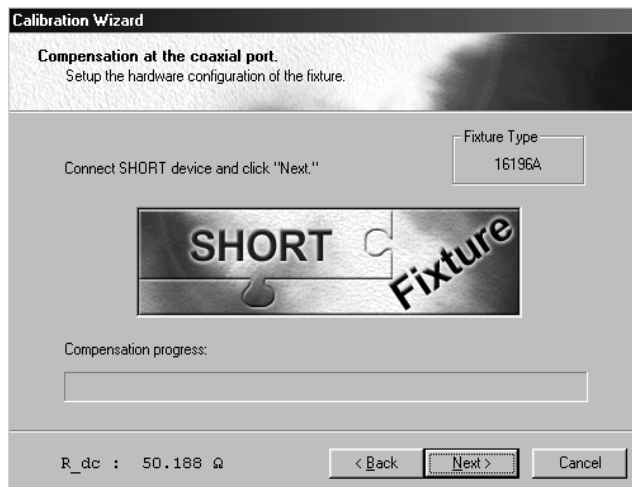 Calibration Wizard
Compensation at the coaxial port.
Setup the hardware configuration of the fixture.
Fixture Type
16196A
Connect SHORT device and click "Next."
SHORT
Fixture
Compensation progress:
R_dc : 50.188 Ω
< Back
Next >
Cancel